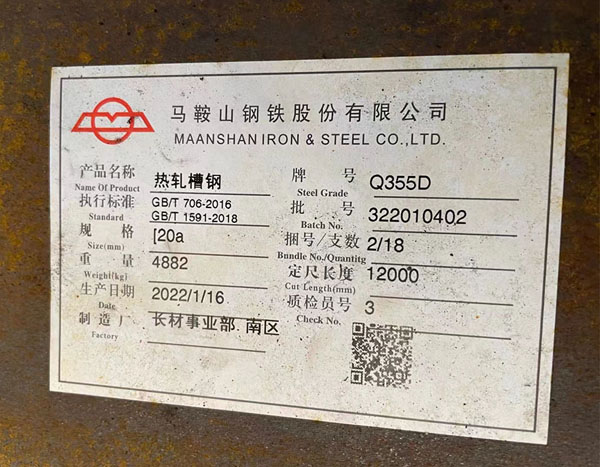 马鞍山钢铁股份有限公司
MAANSHAN IRON & STEEL CO.,LTD.
产品名称 热轧槽钢 牌号 Q355D
Name Of Product Steel Grade
执行标准 GB/T 706-2016 GB/T 1591-2018 批号 322010402
Standard Batch No.
规格 [20a 捆号/支数 2/18
Size(mm) Bundle No./Quantitg
重量 4882 定尺长度 12000
Weight(kg) Cut Length(mm)
生产日期 2022/1/16 质检员号 3
Date Check No.
制造厂 长材事业部.南区
Factory